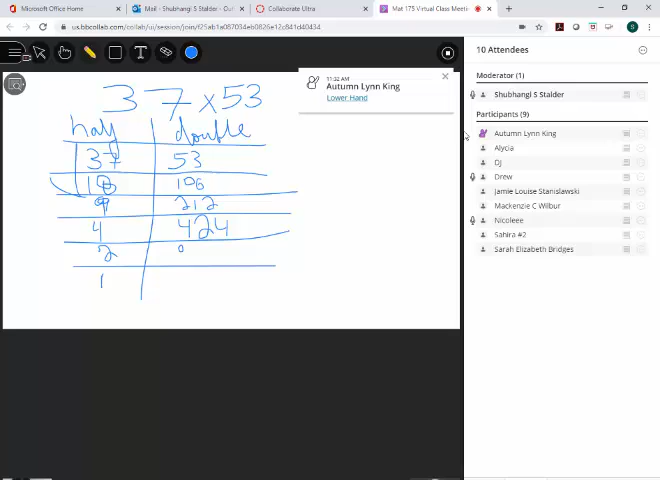 Microsoft Office Home
Mail - Shubhangi S Stalder - Out
Collaborate Ultra
Mat 175 Virtual Class Meeti
us.bbcollab.com/collab/ui/session/join/f25ab1a087034eb0826e12c841d40434
S
37 x 53
half double
37 53
18 106
9 212
4 424
2
1
11:32 AM
Autumn Lynn King
Lower Hand
10 Attendees
Moderator (1)
Shubhangi S Stalder
Participants (9)
Autumn Lynn King
Alycia
DJ
Drew
Jamie Louise Stanislawski
Mackenzie C Wilbur
Nicoleee
Sahira #2
Sarah Elizabeth Bridges